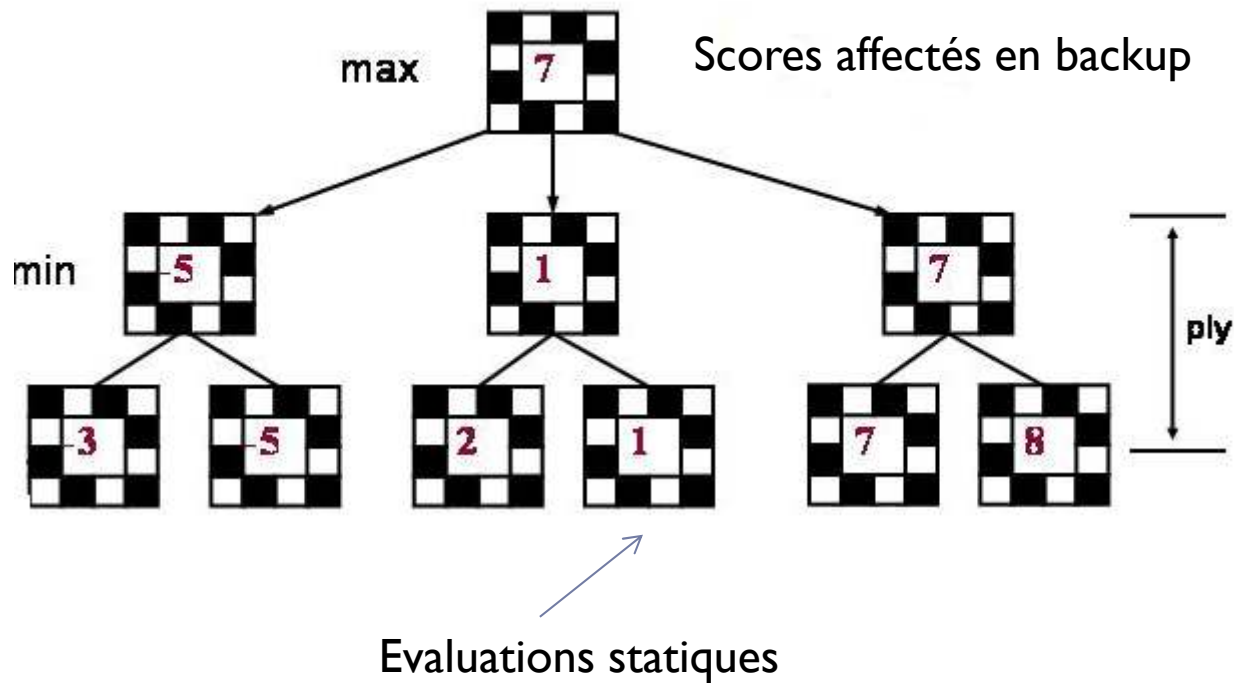 max
7
Scores affectés en backup
min
-5
1
7
ply
-3
-5
2
1
7
8
Evaluations statiques